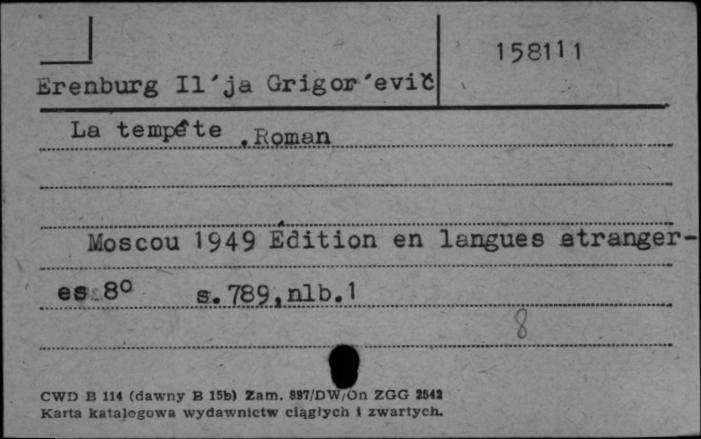 158111
Erenburg Il´ja Grigor´evič
La tempête .Roman
Moscou 1949 Édition en langues etranger-
es 8° s.789,nlb.1
8
CWD B 114 (dawny B 15b) Zam. 897/DW/On ZGG 2542
Karta katalogowa wydawnictw ciągłych i zwartych.